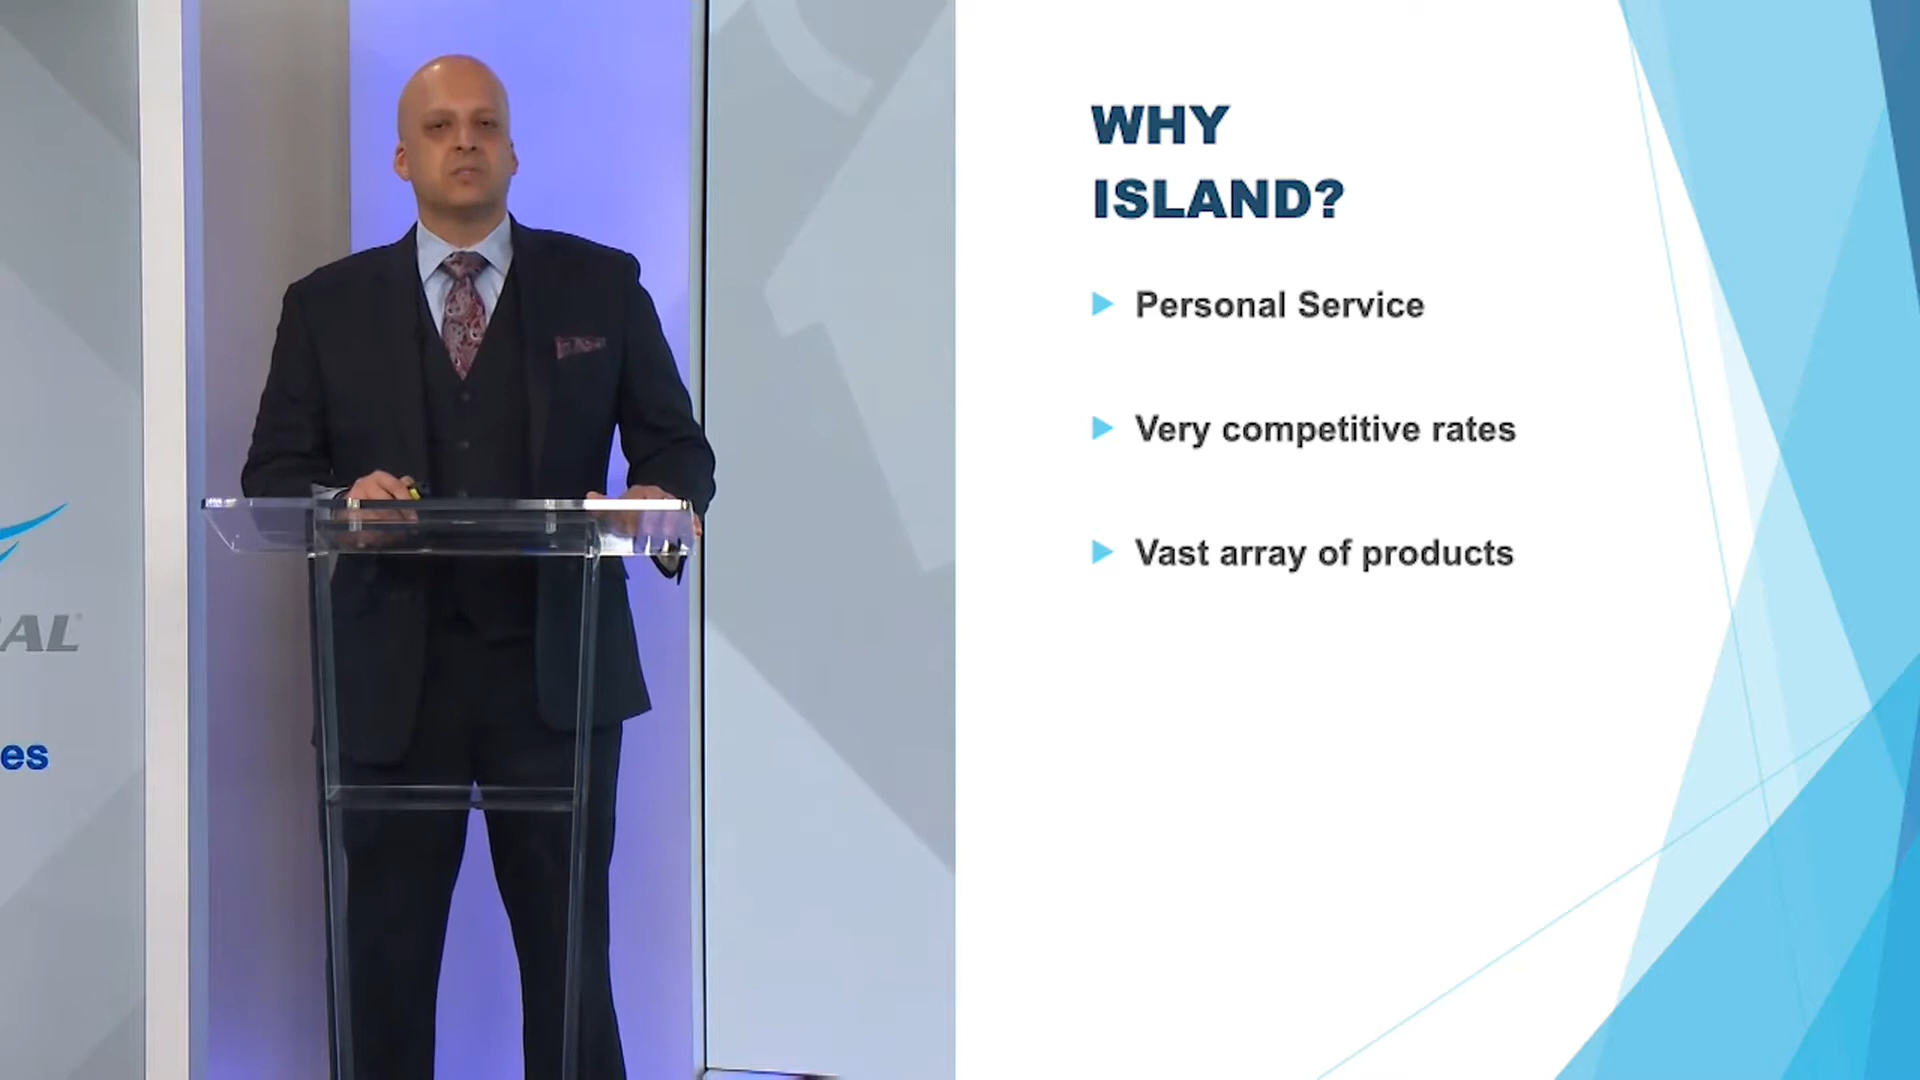 WHY
ISLAND?
Personal Service
Very competitive rates
Vast array of products
AL
es